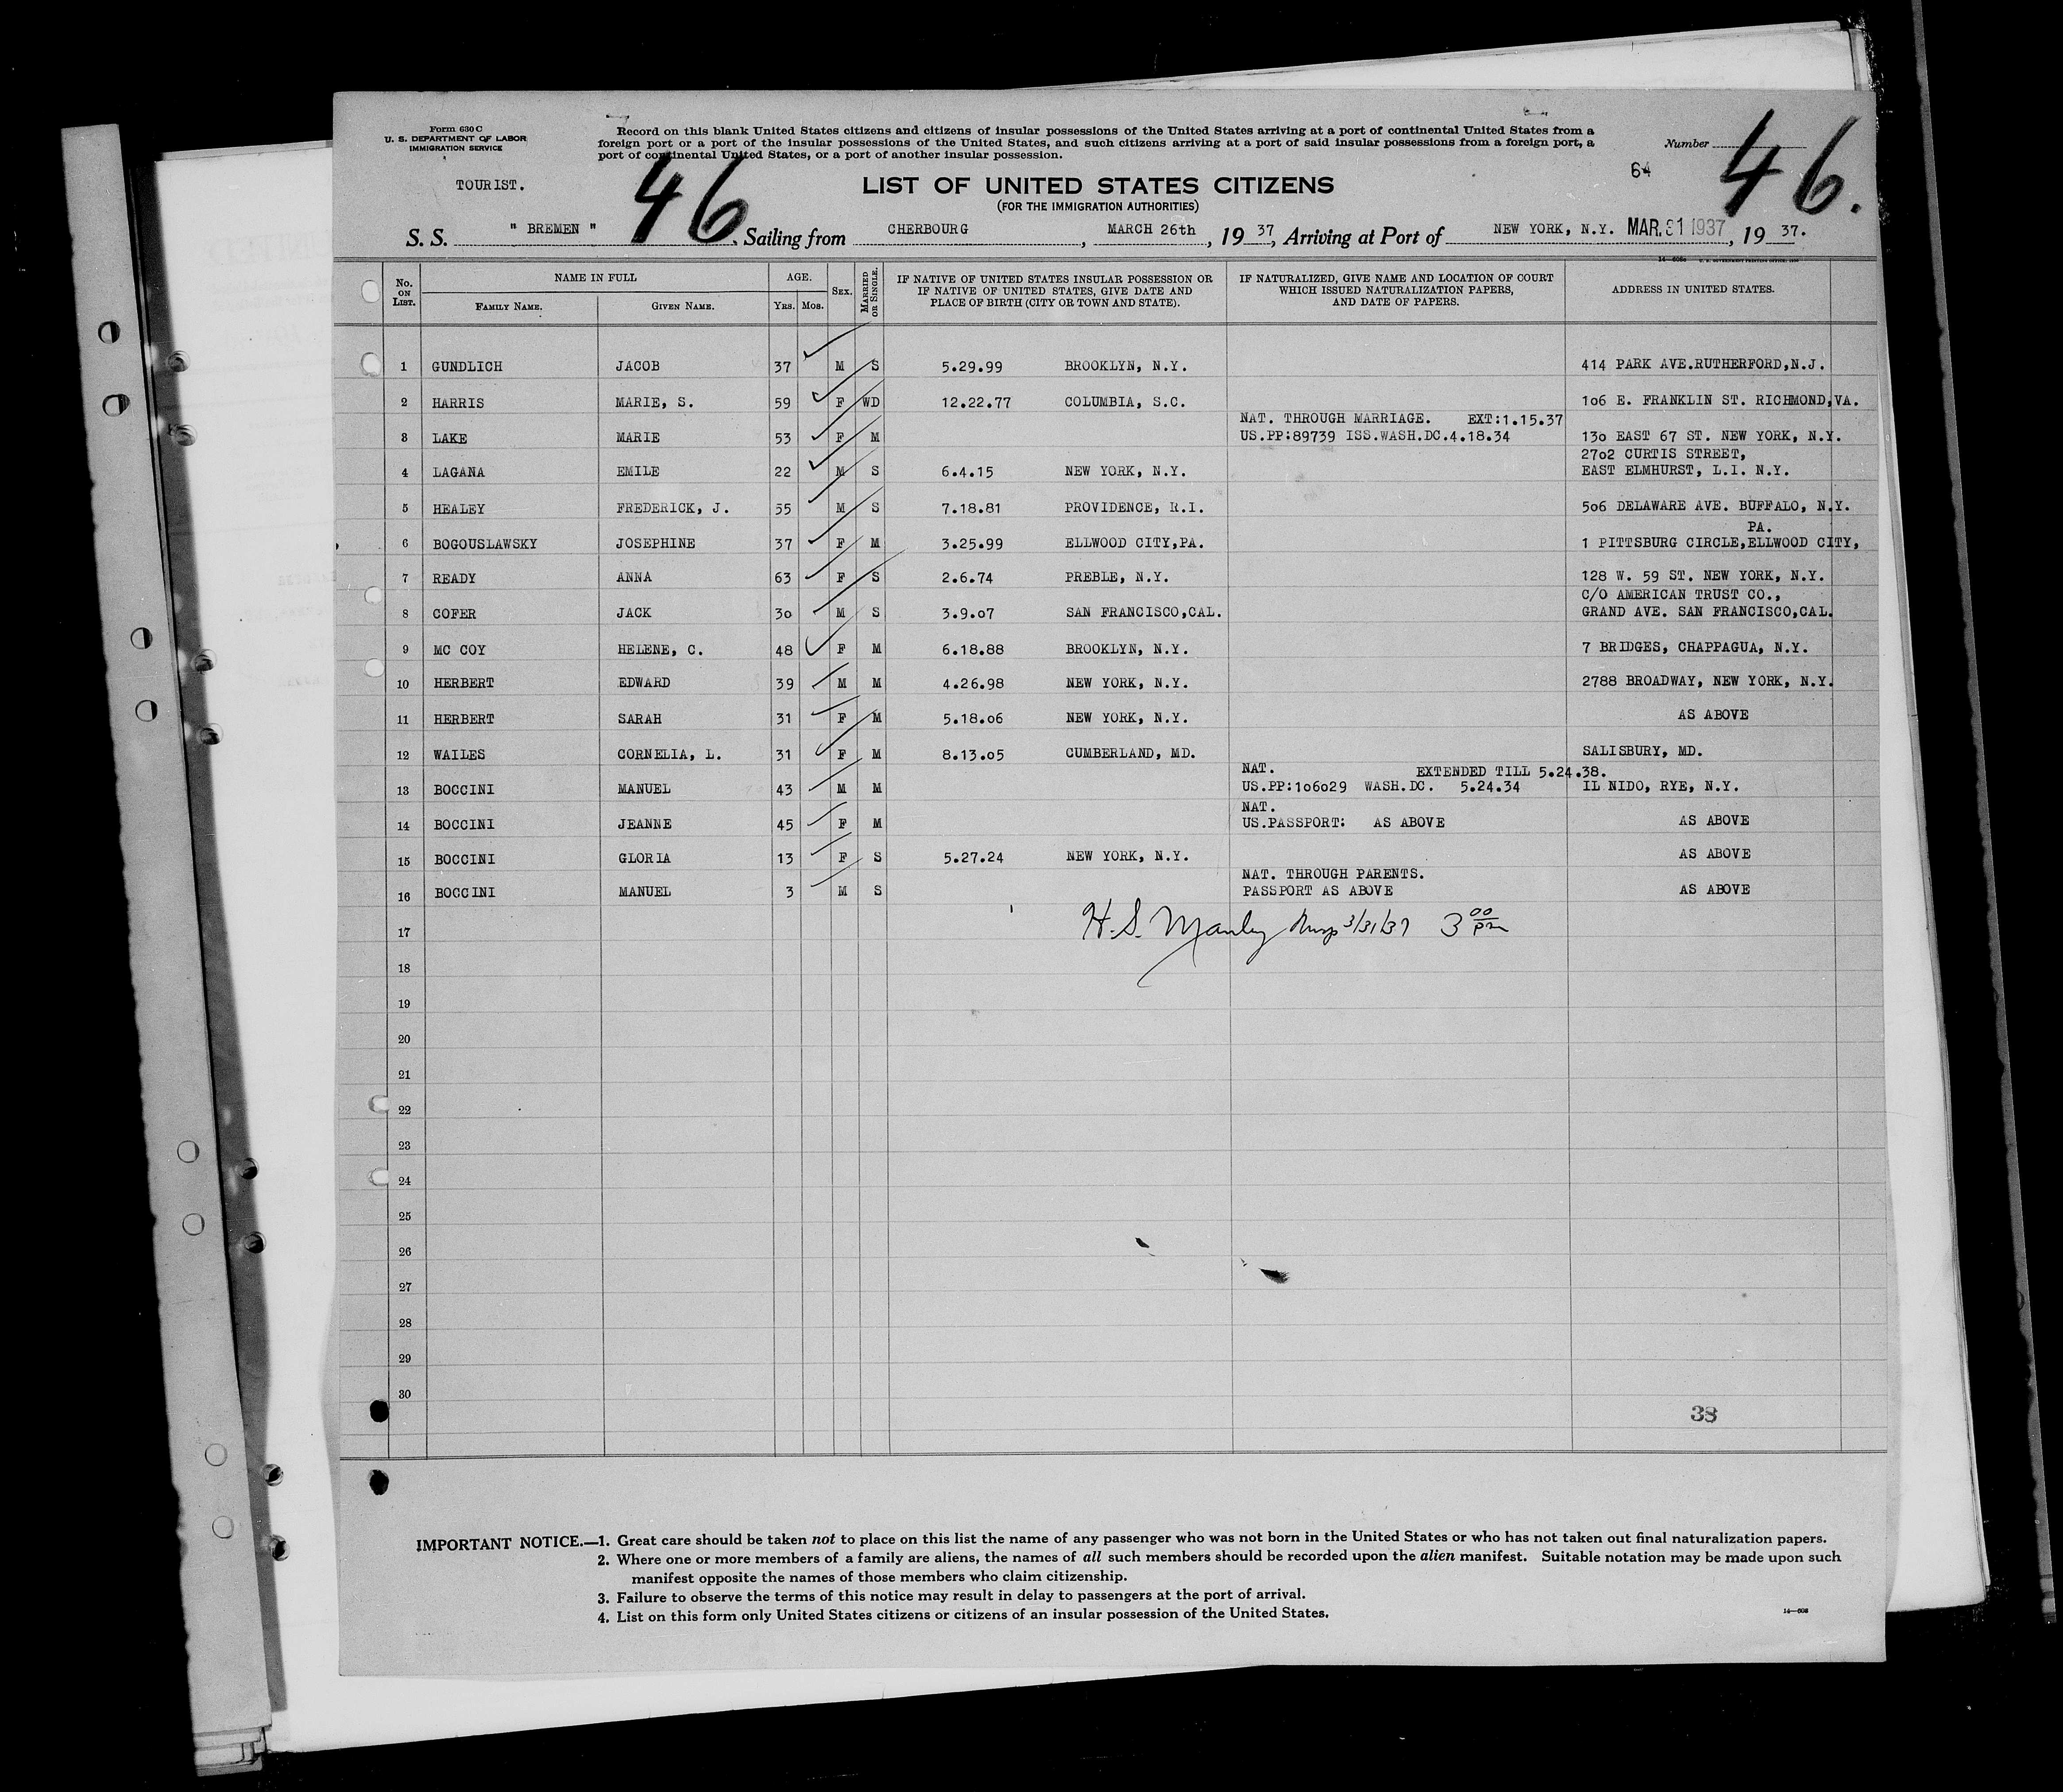 Form 630 C
U. S. DEPARTMENT OF LABOR
IMMIGRATION SERVICE
Record on this blank United States citizens and citizens of insular possessions of the United States arriving at a port of continental United States from a
foreign port or a port of the insular possessions of the United States, and such citizens arriving at a port of said insular possessions from a foreign port, a
port of continental United States, or a port of another insular possession.
Number
64
46.
TOURIST.
46
LIST OF UNITED STATES CITIZENS
(FOR THE IMMIGRATION AUTHORITIES)
S. S. " BREMEN ", Sailing from CHERBOURG, MARCH 26th, 19 37, Arriving at Port of NEW YORK, N.Y. MAR. 31 1937, 19 37.
No. ON LIST. NAME IN FULL FAMILY NAME. GIVEN NAME. AGE. YRS. MOS. SEX. MARRIED OR SINGLE. IF NATIVE OF UNITED STATES INSULAR POSSESSION OR IF NATIVE OF UNITED STATES, GIVE DATE AND PLACE OF BIRTH (CITY OR TOWN AND STATE). IF NATURALIZED, GIVE NAME AND LOCATION OF COURT WHICH ISSUED NATURALIZATION PAPERS, AND DATE OF PAPERS. ADDRESS IN UNITED STATES.
1 GUNDLICH JACOB 37 M S 5.29.99 BROOKLYN, N.Y. 414 PARK AVE.RUTHERFORD,N.J.
2 HARRIS MARIE, S. 59 F WD 12.22.77 COLUMBIA, S.C. 106 E. FRANKLIN ST. RICHMOND,VA.
NAT. THROUGH MARRIAGE. EXT:1.15.37
3 LAKE MARIE 53 F M US.PP:89739 ISS.WASH.DC.4.18.34 130 EAST 67 ST. NEW YORK, N.Y.
2702 CURTIS STREET,
4 LAGANA EMILE 22 M S 6.4.15 NEW YORK, N.Y. EAST ELMHURST, L.I. N.Y.
5 HEALEY FREDERICK, J. 55 M S 7.18.81 PROVIDENCE, R.I. 506 DELAWARE AVE. BUFFALO, N.Y.
PA.
6 BOGOUSLAWSKY JOSEPHINE 37 F M 3.25.99 ELLWOOD CITY,PA. 1 PITTSBURG CIRCLE,ELLWOOD CITY,
7 READY ANNA 63 F S 2.6.74 PREBLE, N.Y. 128 W. 59 ST. NEW YORK, N.Y.
C/O AMERICAN TRUST CO.,
8 COFER JACK 30 M S 3.9.07 SAN FRANCISCO,CAL. GRAND AVE. SAN FRANCISCO,CAL.
9 MC COY HELENE, C. 48 F M 6.18.88 BROOKLYN, N.Y. 7 BRIDGES, CHAPPAGUA, N.Y.
10 HERBERT EDWARD 39 M M 4.26.98 NEW YORK, N.Y. 2788 BROADWAY, NEW YORK, N.Y.
11 HERBERT SARAH 31 F M 5.18.06 NEW YORK, N.Y. AS ABOVE
12 WAILES CORNELIA, L. 31 F M 8.13.05 CUMBERLAND, MD. SALISBURY, MD.
NAT. EXTENDED TILL 5.24.38.
13 BOCCINI MANUEL 43 M M US.PP:106029 WASH.DC. 5.24.34 IL NIDO, RYE, N.Y.
NAT.
14 BOCCINI JEANNE 45 F M US.PASSPORT: AS ABOVE AS ABOVE
15 BOCCINI GLORIA 13 F S 5.27.24 NEW YORK, N.Y. AS ABOVE
NAT. THROUGH PARENTS.
16 BOCCINI MANUEL 3 M S PASSPORT AS ABOVE AS ABOVE
17 H. S. Manley 3/31/37 3 00 pm
18
19
20
21
22
23
24
25
26
27
28
29
30
38
IMPORTANT NOTICE.—1. Great care should be taken not to place on this list the name of any passenger who was not born in the United States or who has not taken out final naturalization papers.
2. Where one or more members of a family are aliens, the names of all such members should be recorded upon the alien manifest. Suitable notation may be made upon such
manifest opposite the names of those members who claim citizenship.
3. Failure to observe the terms of this notice may result in delay to passengers at the port of arrival.
4. List on this form only United States citizens or citizens of an insular possession of the United States.
14—608